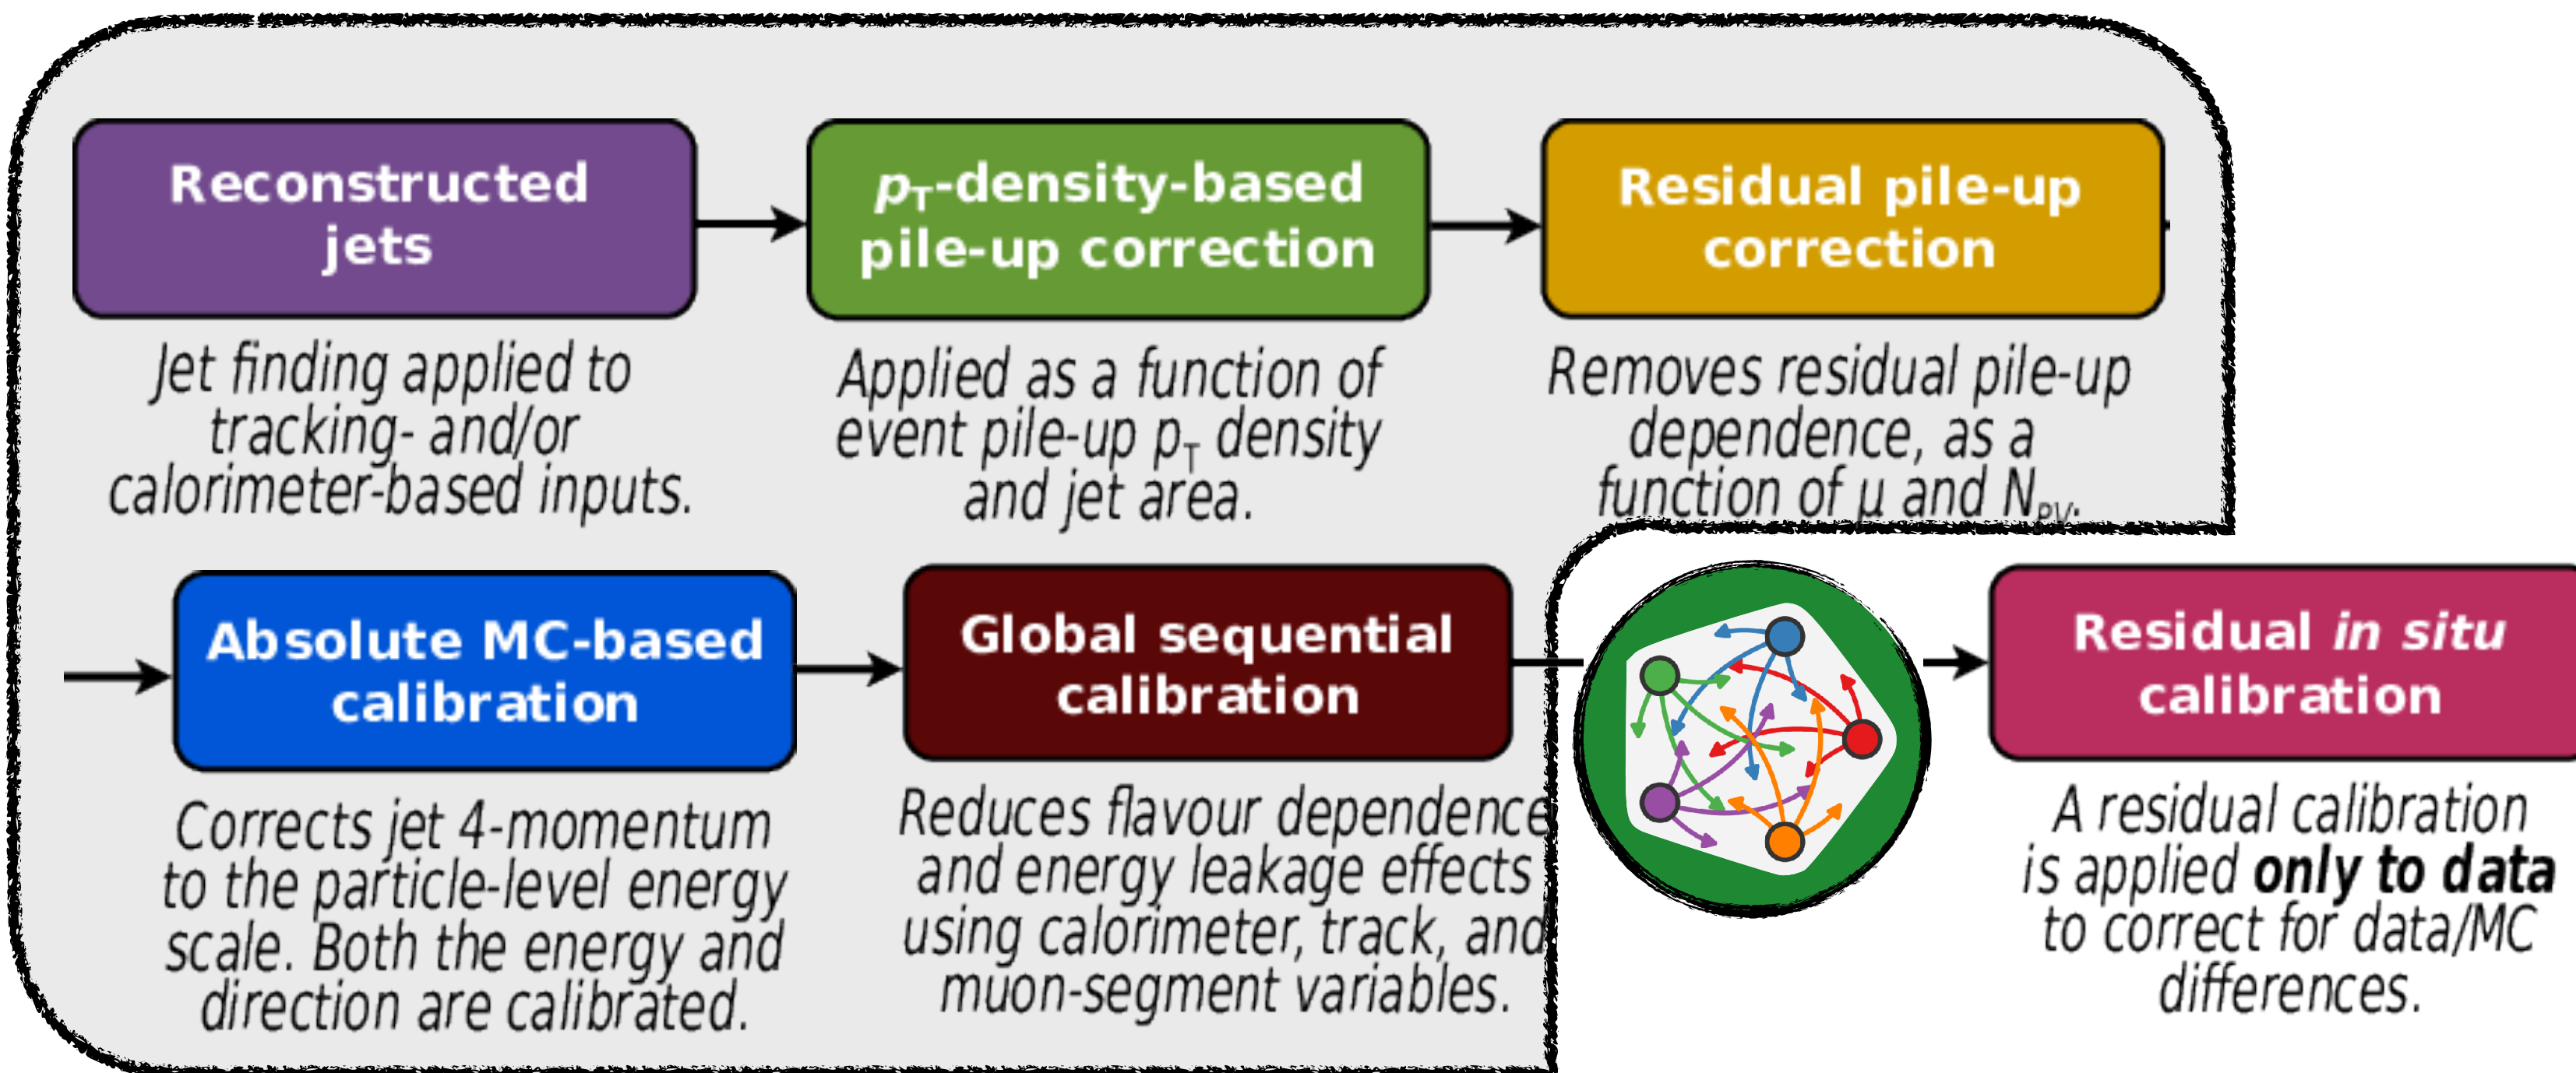 Reconstructed
jets
pT-density-based
pile-up correction
Residual pile-up
correction
Jet finding applied to
tracking- and/or
calorimeter-based inputs.
Applied as a function of
event pile-up pT density
and jet area.
Removes residual pile-up
dependence, as a
function of µ and NPV.
Absolute MC-based
calibration
Global sequential
calibration
Residual in situ
calibration
Corrects jet 4-momentum
to the particle-level energy
scale. Both the energy and
direction are calibrated.
Reduces flavour dependence
and energy leakage effects
using calorimeter, track, and
muon-segment variables.
A residual calibration
is applied only to data
to correct for data/MC
differences.